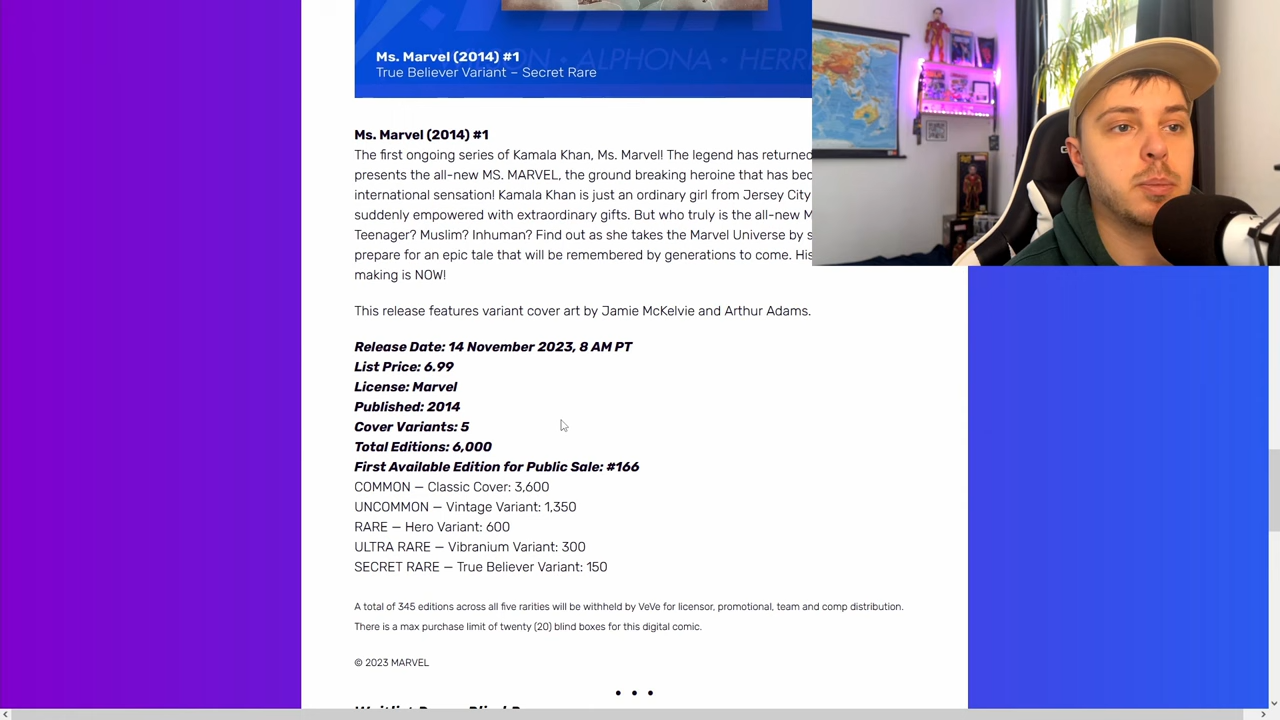 Ms. Marvel (2014) #1
True Believer Variant – Secret Rare
ALPHONA • HERR
Ms. Marvel (2014) #1
The first ongoing series of Kamala Khan, Ms. Marvel! The legend has returned
presents the all-new MS. MARVEL, the ground breaking heroine that has bec
international sensation! Kamala Khan is just an ordinary girl from Jersey City
suddenly empowered with extraordinary gifts. But who truly is the all-new M
Teenager? Muslim? Inhuman? Find out as she takes the Marvel Universe by s
prepare for an epic tale that will be remembered by generations to come. His
making is NOW!
This release features variant cover art by Jamie McKelvie and Arthur Adams.
Release Date: 14 November 2023, 8 AM PT
List Price: 6.99
License: Marvel
Published: 2014
Cover Variants: 5
Total Editions: 6,000
First Available Edition for Public Sale: #166
COMMON — Classic Cover: 3,600
UNCOMMON — Vintage Variant: 1,350
RARE — Hero Variant: 600
ULTRA RARE — Vibranium Variant: 300
SECRET RARE — True Believer Variant: 150
A total of 345 editions across all five rarities will be withheld by VeVe for licensor, promotional, team and comp distribution.
There is a max purchase limit of twenty (20) blind boxes for this digital comic.
© 2023 MARVEL
• • •